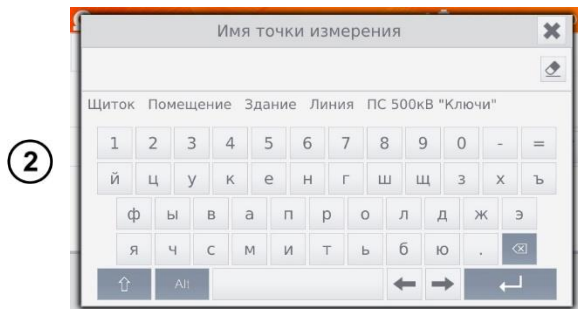 2
Имя точки измерения
Щиток Помещение Здание Линия ПС 500кВ "Ключи"
1 2 3 4 5 6 7 8 9 0 - =
й ц у к е н г ш щ з х ъ
ф ы в а п р о л д ж э
я ч с м и т ь б ю .
Alt